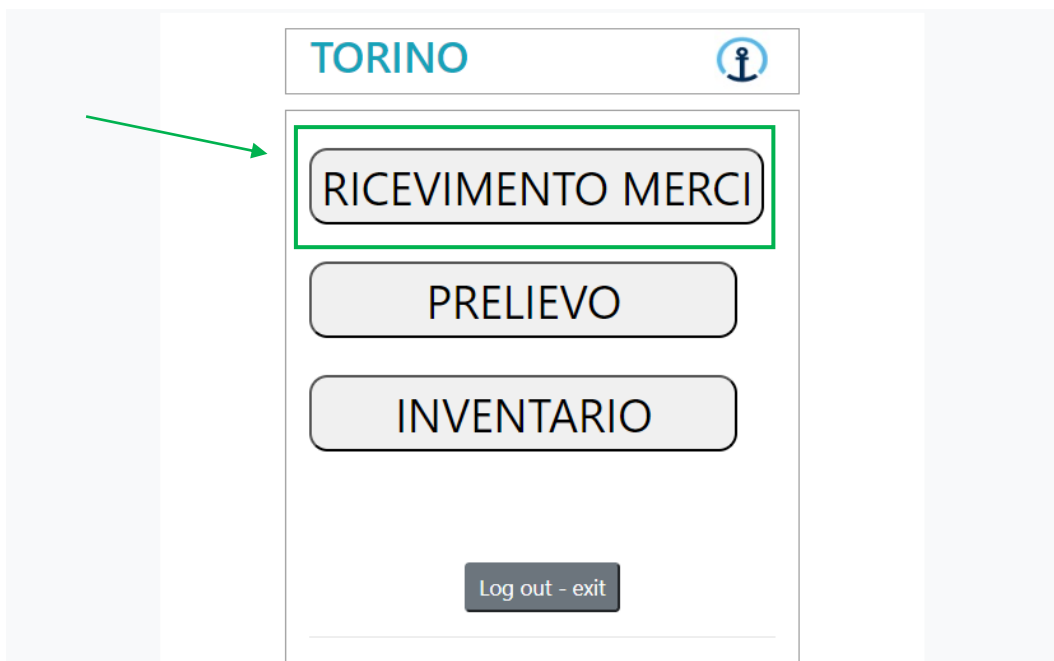 TORINO
RICEVIMENTO MERCI
PRELIEVO
INVENTARIO
Log out - exit